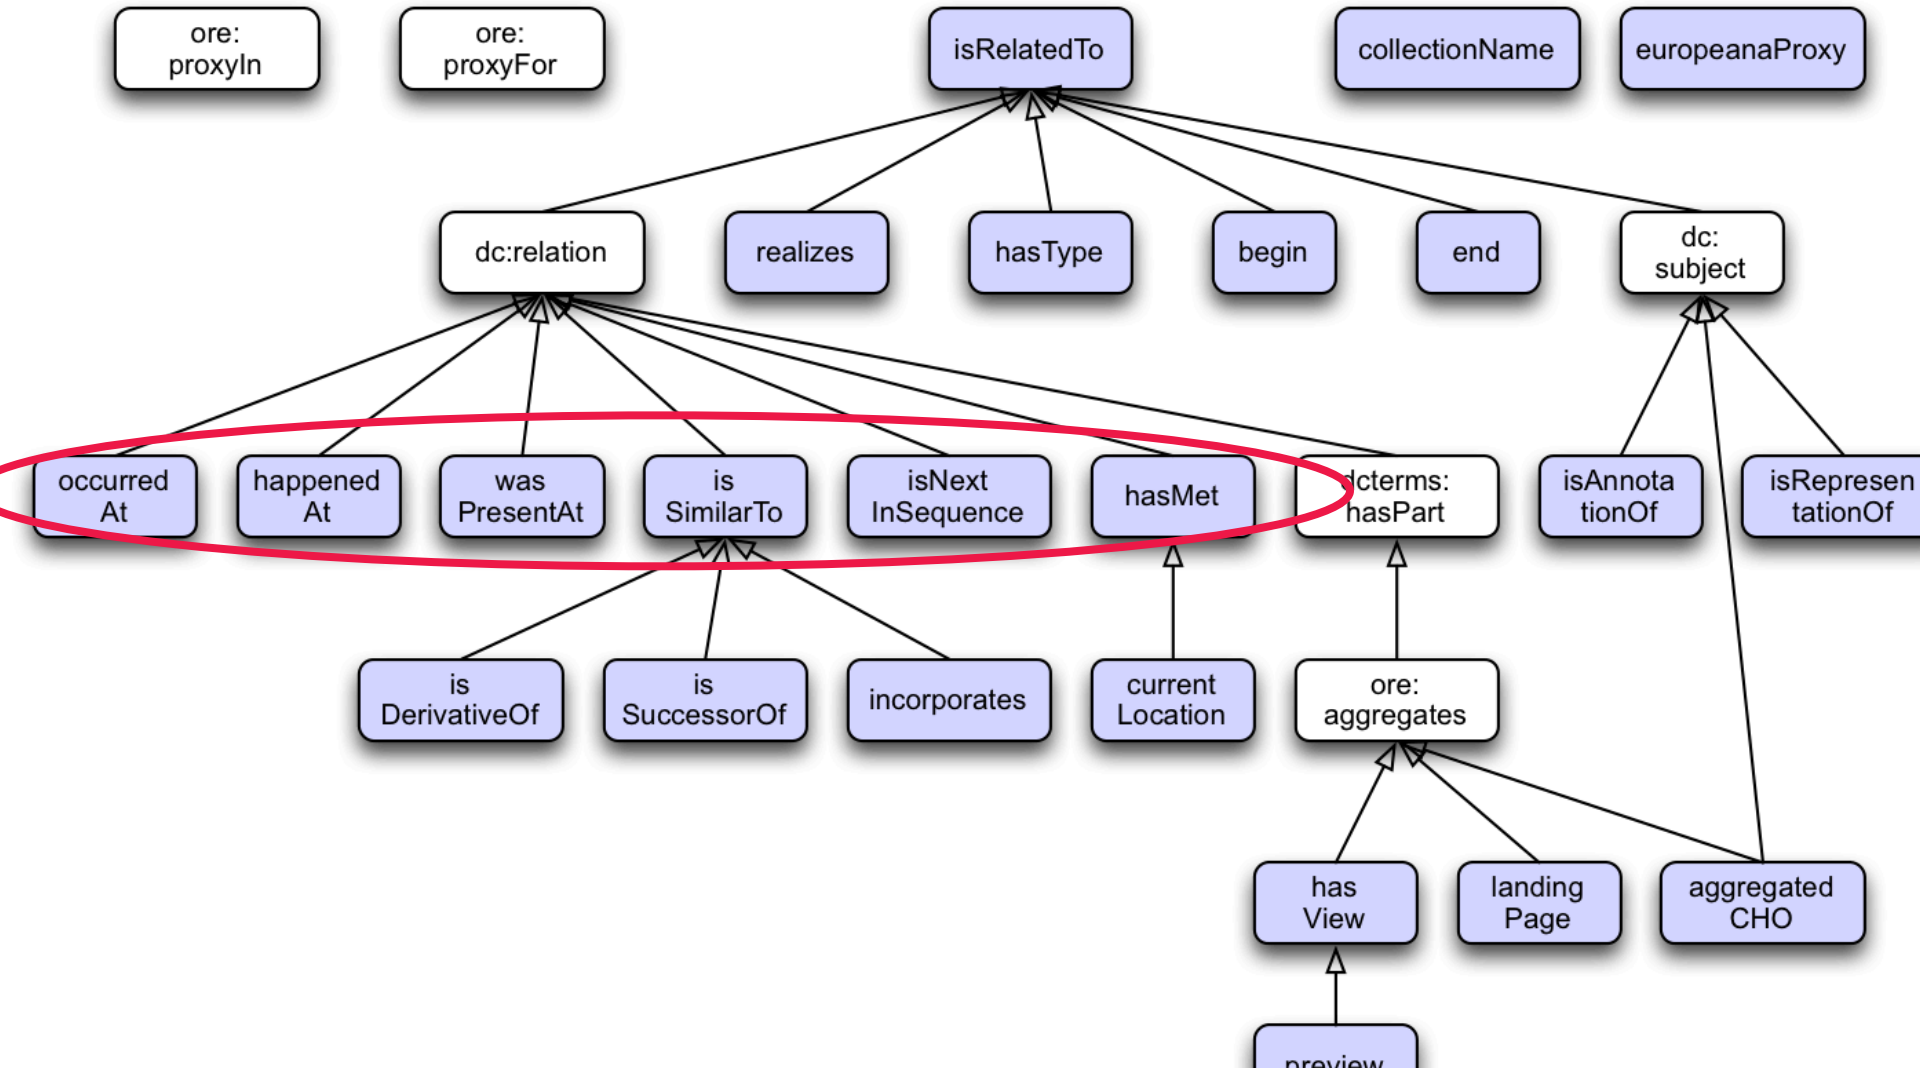 ore:
proxyIn
ore:
proxyFor
isRelatedTo
collectionName
europeanaProxy
dc:relation
realizes
hasType
begin
end
dc:
subject
occurred
At
happened
At
was
PresentAt
is
SimilarTo
isNext
InSequence
hasMet
dcterms:
hasPart
isAnnota
tionOf
isRepresen
tationOf
is
DerivativeOf
is
SuccessorOf
incorporates
current
Location
ore:
aggregates
has
View
landing
Page
aggregated
CHO
preview